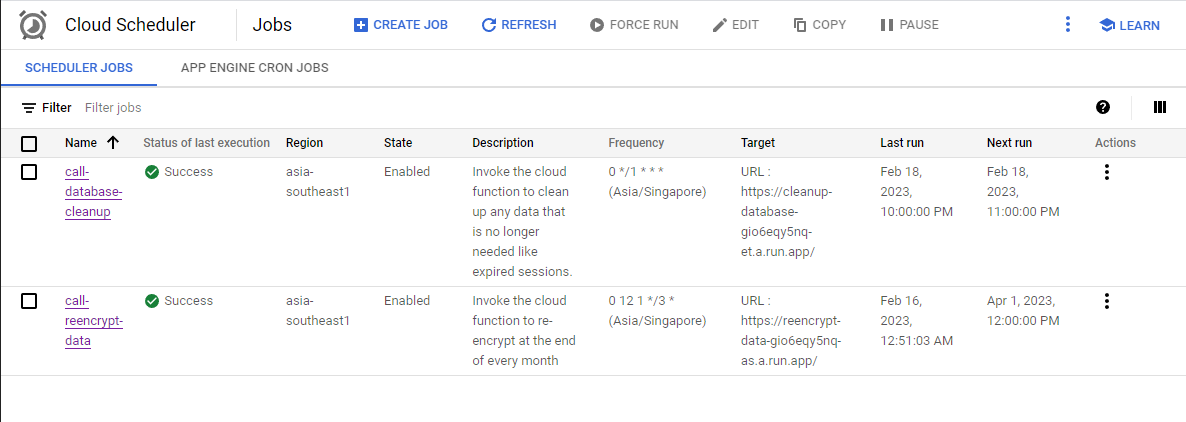 Cloud Scheduler
Jobs
CREATE JOB
REFRESH
FORCE RUN
EDIT
COPY
PAUSE
LEARN
SCHEDULER JOBS
APP ENGINE CRON JOBS
Filter
Filter jobs
Name
Status of last execution
Region
State
Description
Frequency
Target
Last run
Next run
Actions
call-
database-
cleanup
Success
asia-
southeast1
Enabled
Invoke the cloud
function to clean
up any data that
is no longer
needed like
expired sessions.
0 */1 * * *
(Asia/Singapore)
URL :
https://cleanup-
database-
gio6eqy5nq-
et.a.run.app/
Feb 18,
2023,
10:00:00 PM
Feb 18,
2023,
11:00:00 PM
call-
reencrypt-
data
Success
asia-
southeast1
Enabled
Invoke the cloud
function to re-
encrypt at the end
of every month
0 12 1 */3 *
(Asia/Singapore)
URL :
https://reencrypt-
data-gio6eqy5nq-
as.a.run.app/
Feb 16,
2023,
12:51:03 AM
Apr 1, 2023,
12:00:00 PM